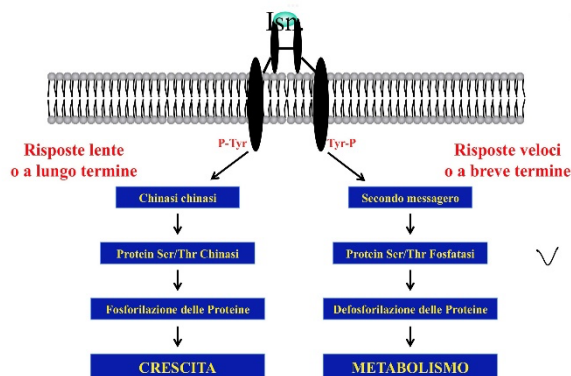 Isn.
P-Tyr
Tyr-P
Risposte lente
o a lungo termine
Risposte veloci
o a breve termine
Chinasi chinasi
Secondo messagero
Protein Ser/Thr Chinasi
Protein Ser/Thr Fosfatasi
Fosforilazione delle Proteine
Defosforilazione delle Proteine
CRESCITA
METABOLISMO